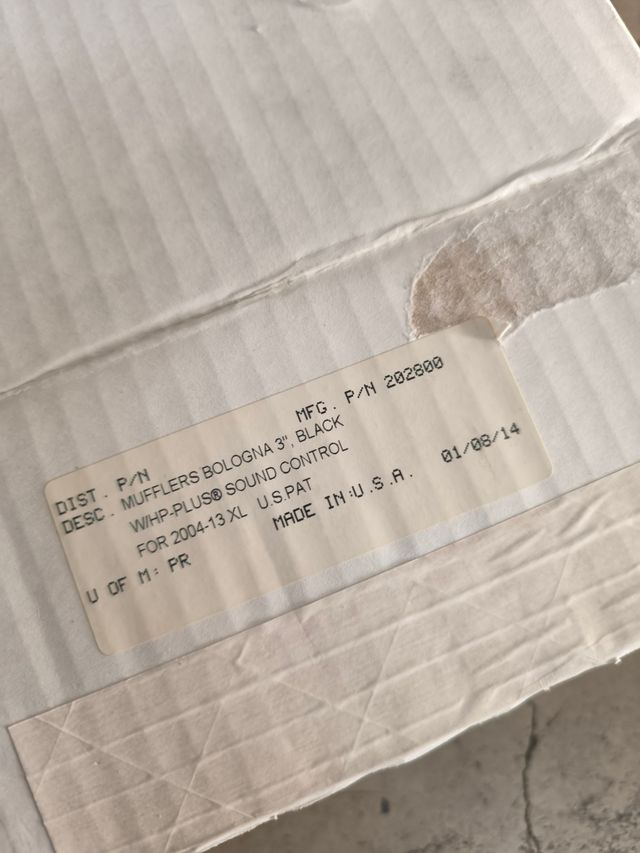 MFG. P/N 202800
DIST. P/N
DESC. MUFFLERS BOLOGNA 3", BLACK
W/HP-PLUS® SOUND CONTROL
FOR 2004-13 XL U.S.PAT
MADE IN:U.S.A. 01/08/14
U OF M: PR